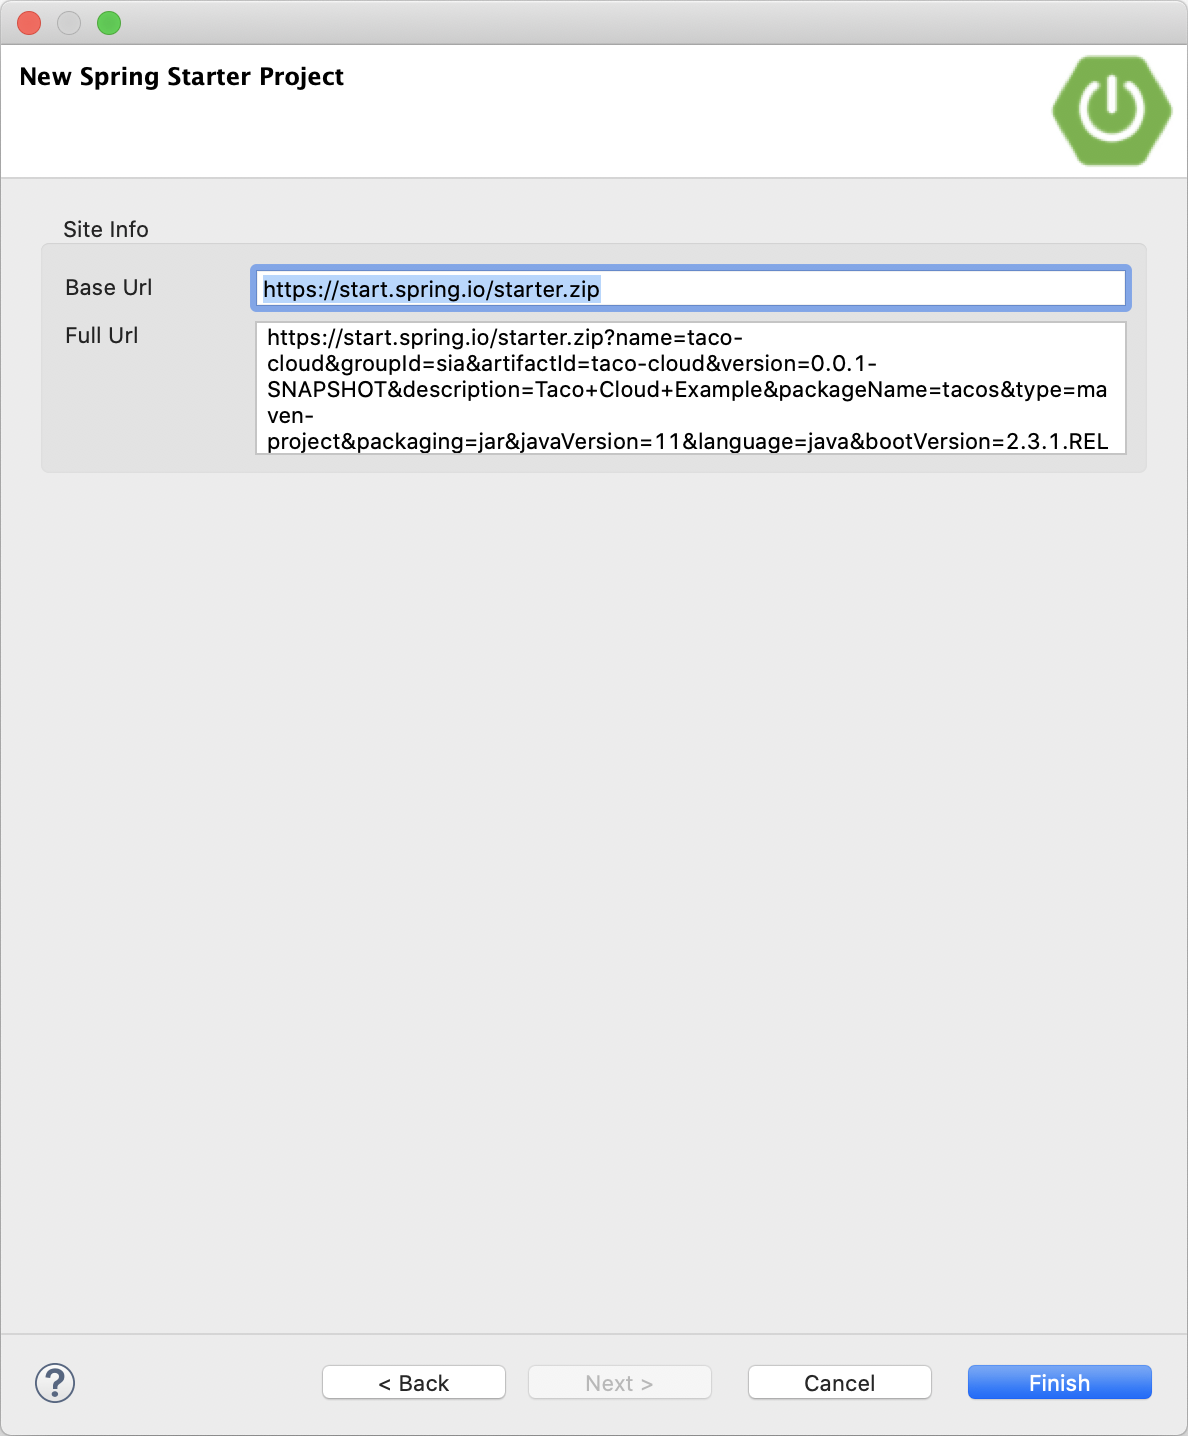 New Spring Starter Project
Site Info
Base Url
https://start.spring.io/starter.zip
Full Url
https://start.spring.io/starter.zip?name=taco-
cloud&groupId=sia&artifactId=taco-cloud&version=0.0.1-
SNAPSHOT&description=Taco+Cloud+Example&packageName=tacos&type=ma
ven-
project&packaging=jar&javaVersion=11&language=java&bootVersion=2.3.1.REL
?
< Back
Next >
Cancel
Finish